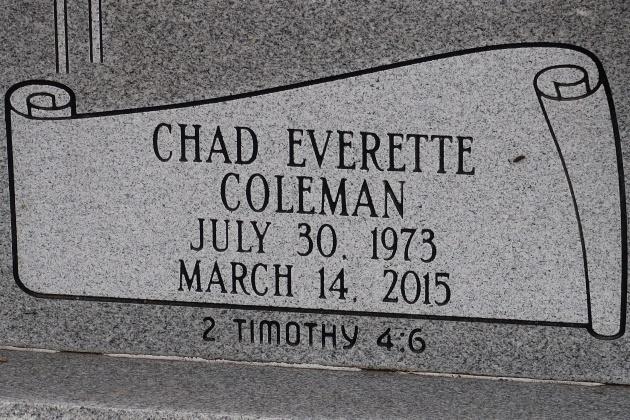 CHAD EVERETTE
COLEMAN
JULY 30, 1973
MARCH 14, 2015
2 TIMOTHY 4:6